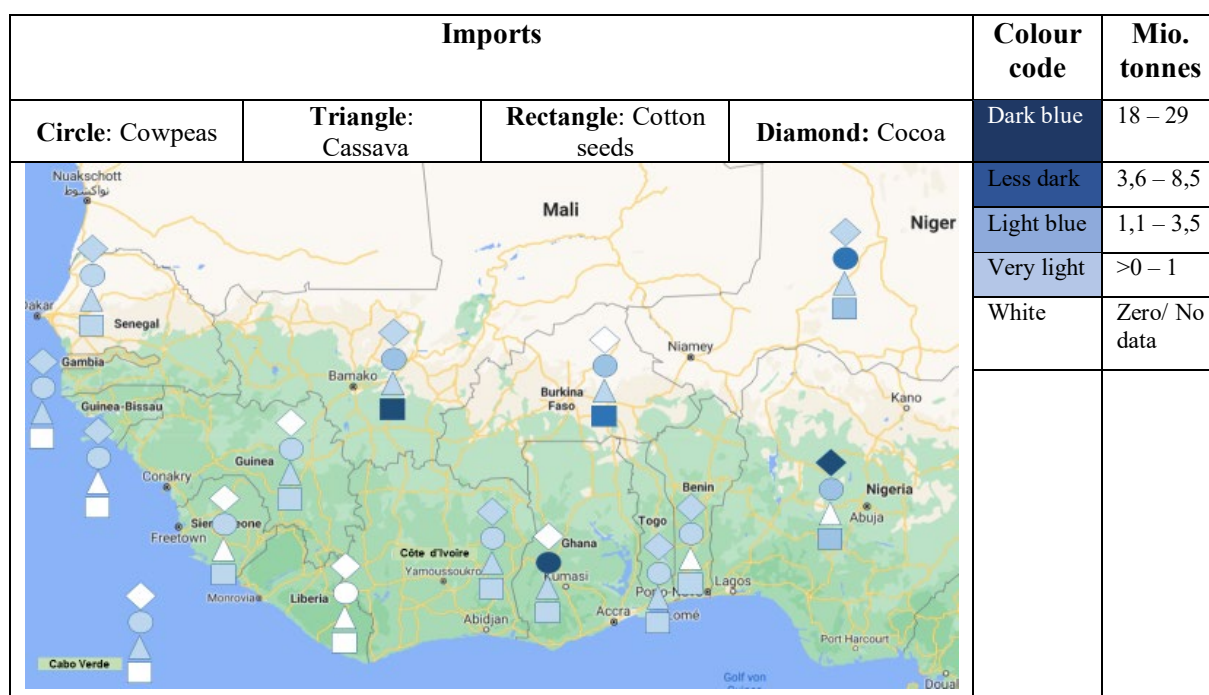 Imports
Colour
code
Mio.
tonnes
Circle: Cowpeas
Triangle:
Cassava
Rectangle: Cotton
seeds
Diamond: Cocoa
Dark blue
18 – 29
Less dark
3,6 – 8,5
Light blue
1,1 – 3,5
Very light
>0 – 1
White
Zero/ No
data
Nuakschott
نواكشوط
Mali
Niger
Dakar
Senegal
Gambia
Bamako
Niamey
Burkina
Faso
Kano
Guinea-Bissau
Guinea
Conakry
Benin
Nigeria
Abuja
Togo
Freetown
Côte d'Ivoire
Ghana
Yamoussoukro
Kumasi
Lagos
Monrovia
Liberia
Accra
Lomé
Abidjan
Port Harcourt
Cabo Verde
Golf von